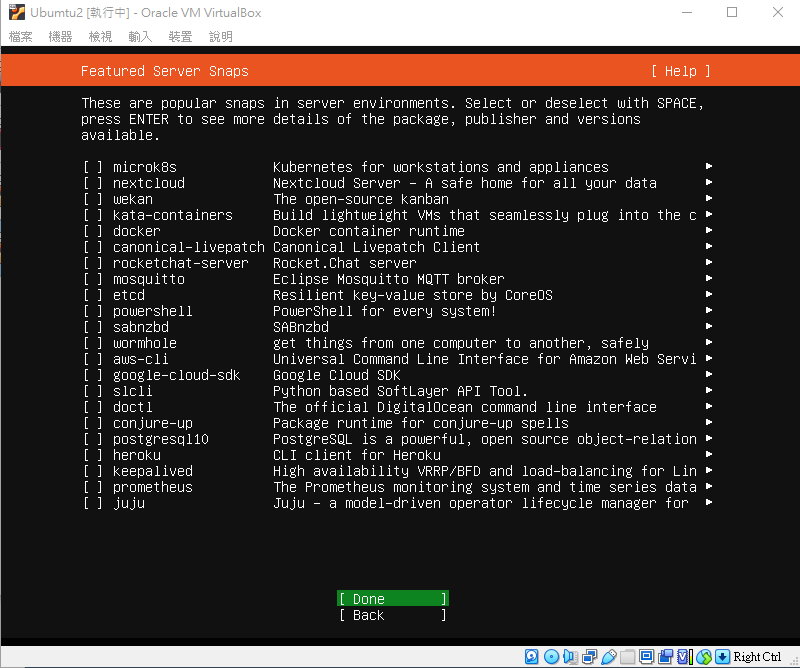 Ubumtu2 [執行中] - Oracle VM VirtualBox
檔案 機器 檢視 輸入 裝置 說明
Featured Server Snaps [ Help ]
These are popular snaps in server environments. Select or deselect with SPACE,
press ENTER to see more details of the package, publisher and versions
available.
[ ] microk8s Kubernetes for workstations and appliances ▸
[ ] nextcloud Nextcloud Server - A safe home for all your data ▸
[ ] wekan The open-source kanban ▸
[ ] kata-containers Build lightweight VMs that seamlessly plug into the c ▸
[ ] docker Docker container runtime ▸
[ ] canonical-livepatch Canonical Livepatch Client ▸
[ ] rocketchat-server Rocket.Chat server ▸
[ ] mosquitto Eclipse Mosquitto MQTT broker ▸
[ ] etcd Resilient key-value store by CoreOS ▸
[ ] powershell PowerShell for every system! ▸
[ ] sabnzbd SABnzbd ▸
[ ] wormhole get things from one computer to another, safely ▸
[ ] aws-cli Universal Command Line Interface for Amazon Web Servi ▸
[ ] google-cloud-sdk Google Cloud SDK ▸
[ ] slcli Python based SoftLayer API Tool. ▸
[ ] doctl The official DigitalOcean command line interface ▸
[ ] conjure-up Package runtime for conjure-up spells ▸
[ ] postgresql10 PostgreSQL is a powerful, open source object-relation ▸
[ ] heroku CLI client for Heroku ▸
[ ] keepalived High availability VRRP/BFD and load-balancing for Lin ▸
[ ] prometheus The Prometheus monitoring system and time series data ▸
[ ] juju Juju - a model-driven operator lifecycle manager for ▸
[ Done ]
[ Back ]
Right Ctrl